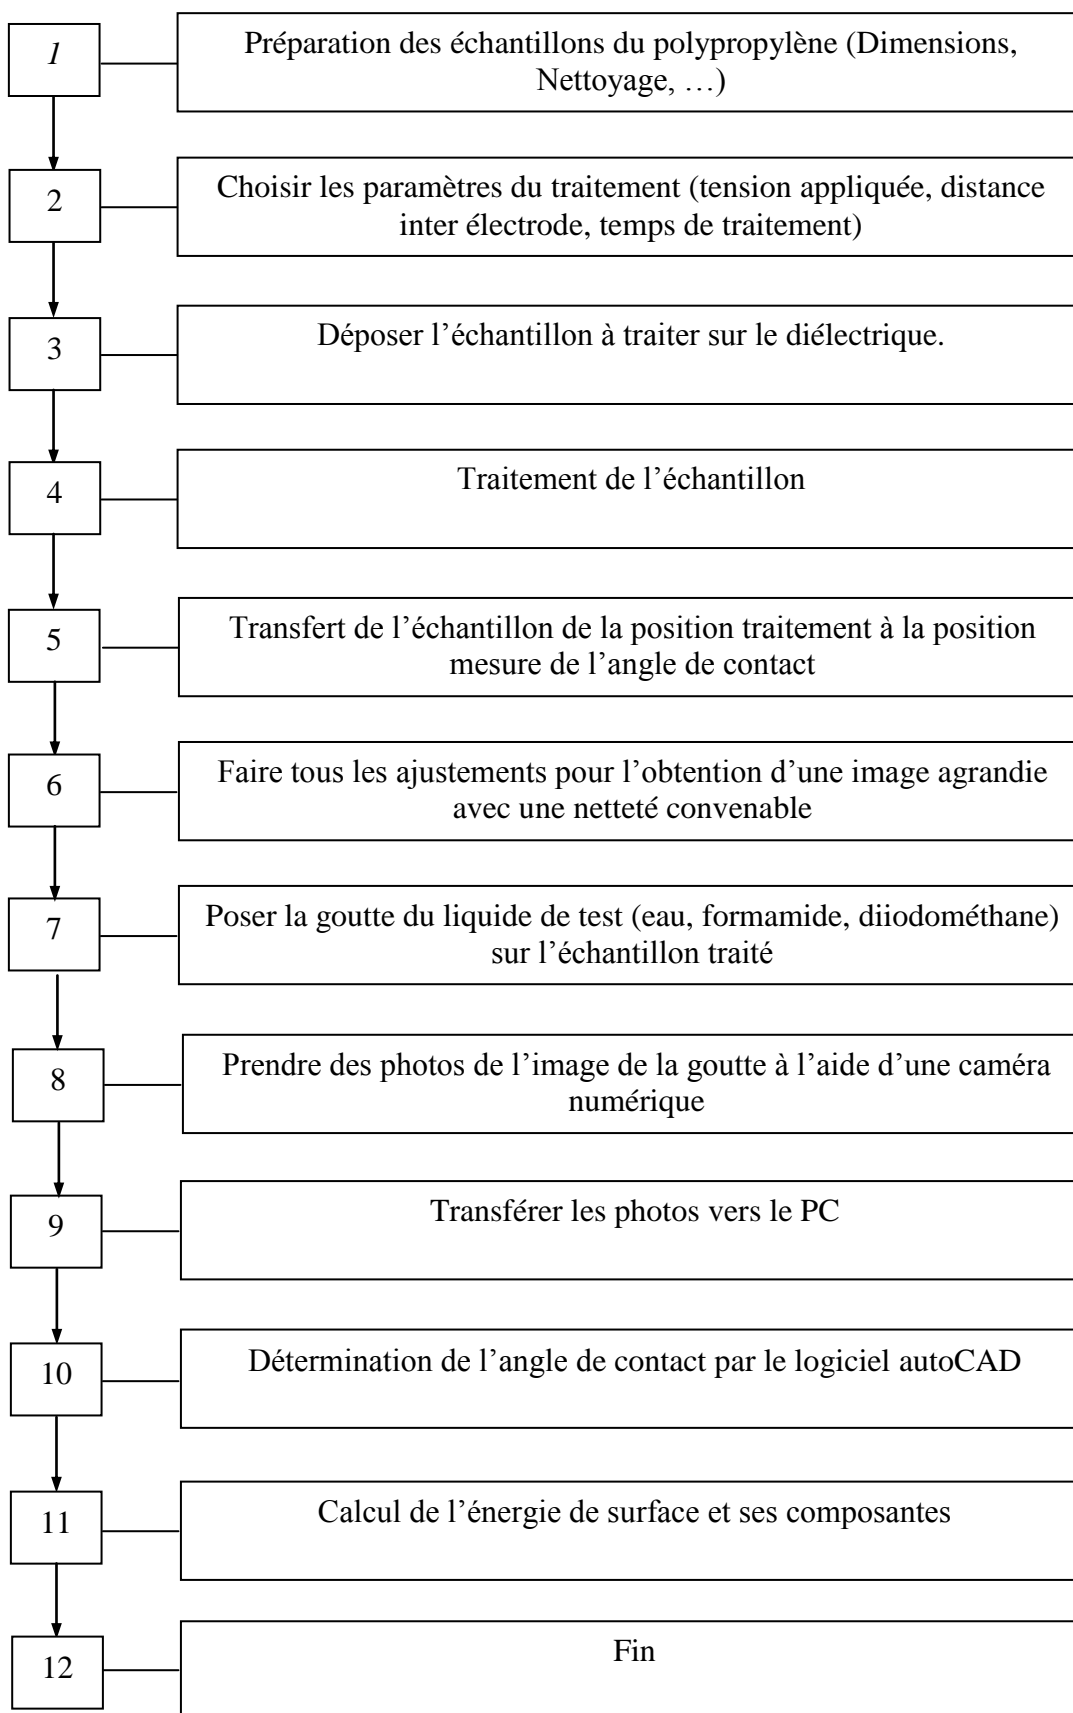 1
Préparation des échantillons du polypropylène (Dimensions,
Nettoyage, …)
2
Choisir les paramètres du traitement (tension appliquée, distance
inter électrode, temps de traitement)
3
Déposer l’échantillon à traiter sur le diélectrique.
4
Traitement de l’échantillon
5
Transfert de l’échantillon de la position traitement à la position
mesure de l’angle de contact
6
Faire tous les ajustements pour l’obtention d’une image agrandie
avec une netteté convenable
7
Poser la goutte du liquide de test (eau, formamide, diiodométhane)
sur l’échantillon traité
8
Prendre des photos de l’image de la goutte à l’aide d’une caméra
numérique
9
Transférer les photos vers le PC
10
Détermination de l’angle de contact par le logiciel autoCAD
11
Calcul de l’énergie de surface et ses composantes
12
Fin